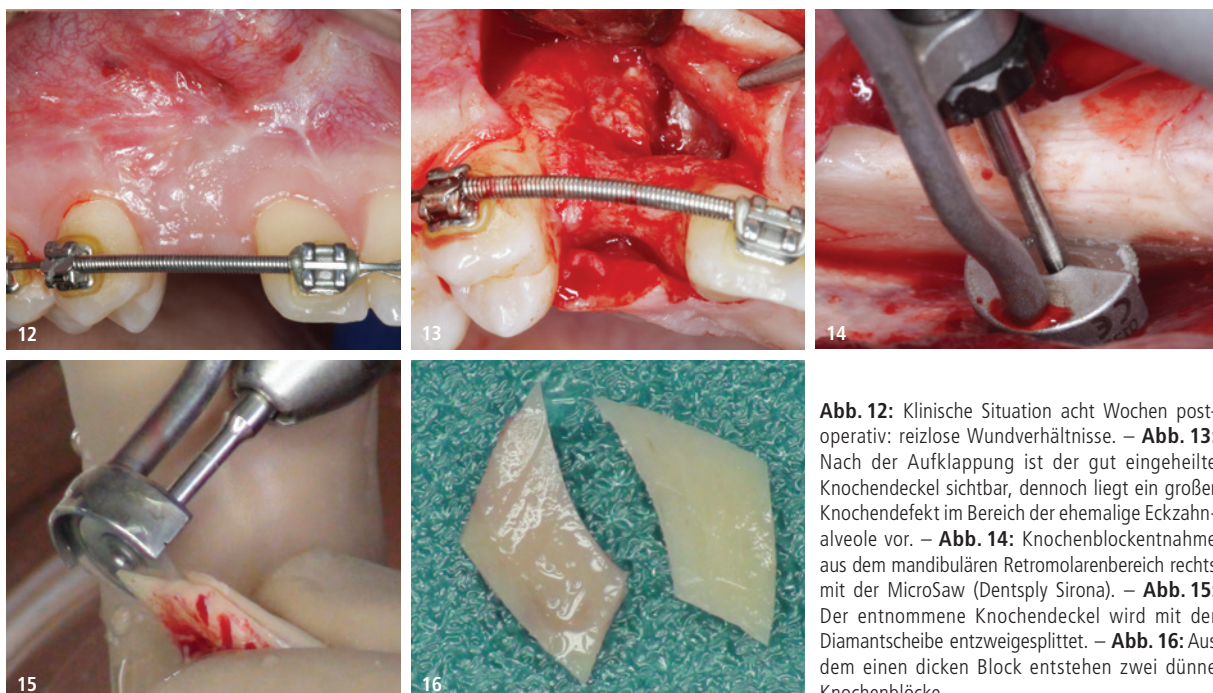 12
13
14
15
16
Abb. 12: Klinische Situation acht Wochen post-
operativ: reizlose Wundverhältnisse. – Abb. 13:
Nach der Aufklappung ist der gut eingeheilte
Knochendeckel sichtbar, dennoch liegt ein großer
Knochendefekt im Bereich der ehemalige Eckzahn-
alveole vor. – Abb. 14: Knochenblockentnahme
aus dem mandibulären Retromolarenbereich rechts
mit der MicroSaw (Dentsply Sirona). – Abb. 15:
Der entnommene Knochendeckel wird mit der
Diamantscheibe entzweigesplittet. – Abb. 16: Aus
dem einen dicken Block entstehen zwei dünne
Knochenblöcke.